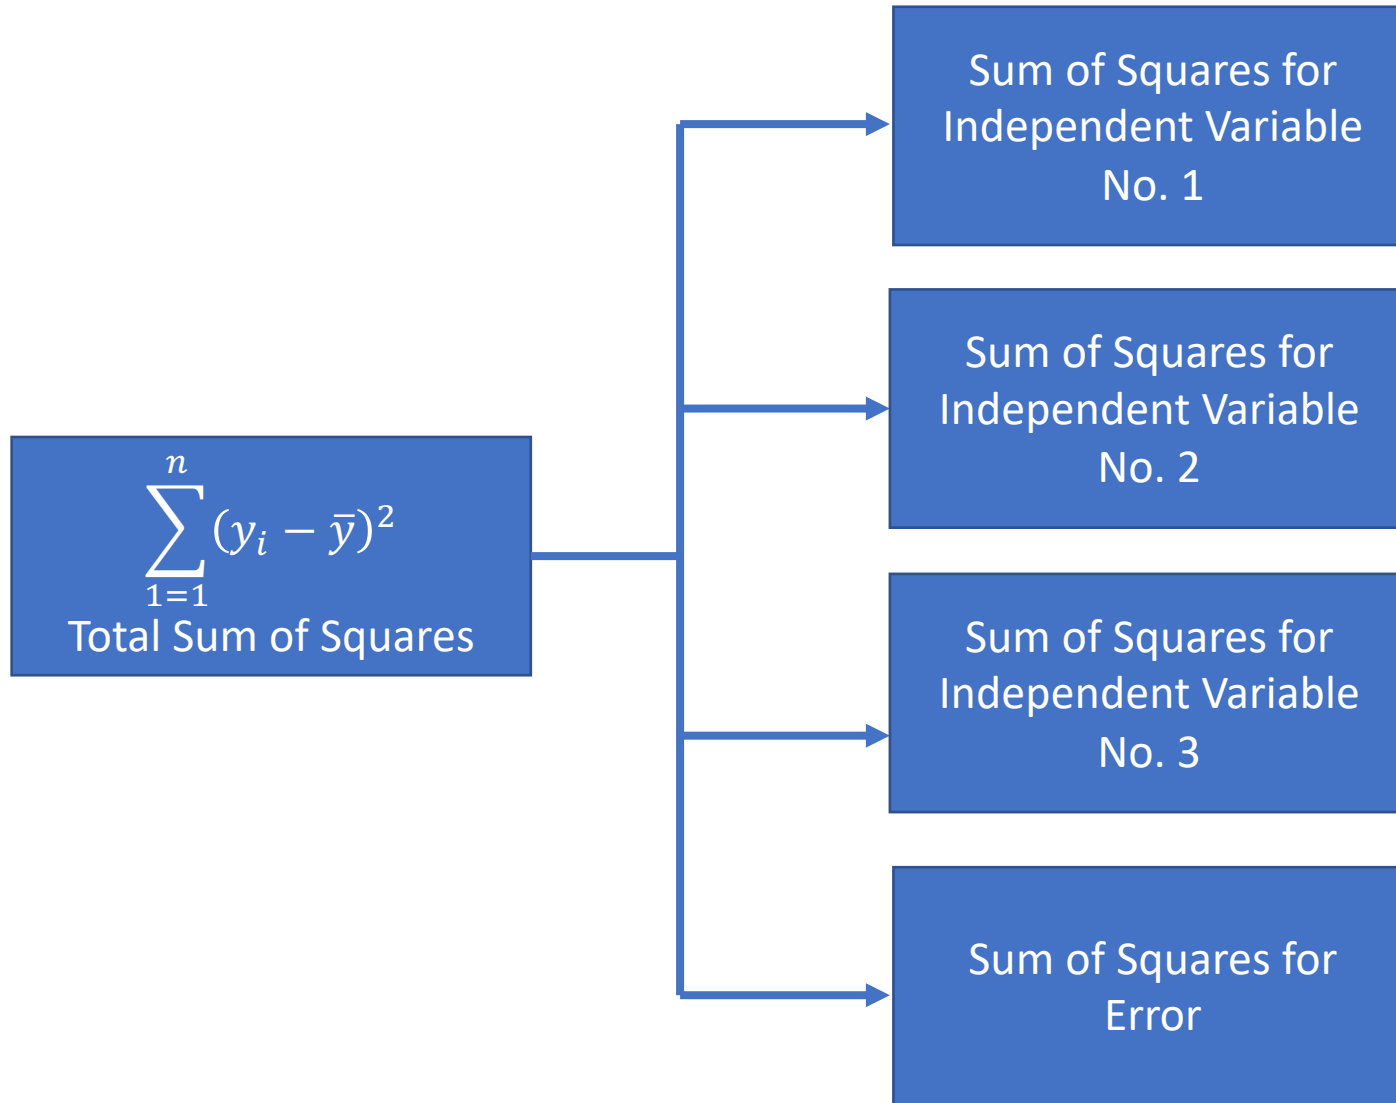 n
∑(yᵢ − ȳ)²
1=1
Total Sum of Squares
Sum of Squares for
Independent Variable
No. 1
Sum of Squares for
Independent Variable
No. 2
Sum of Squares for
Independent Variable
No. 3
Sum of Squares for
Error